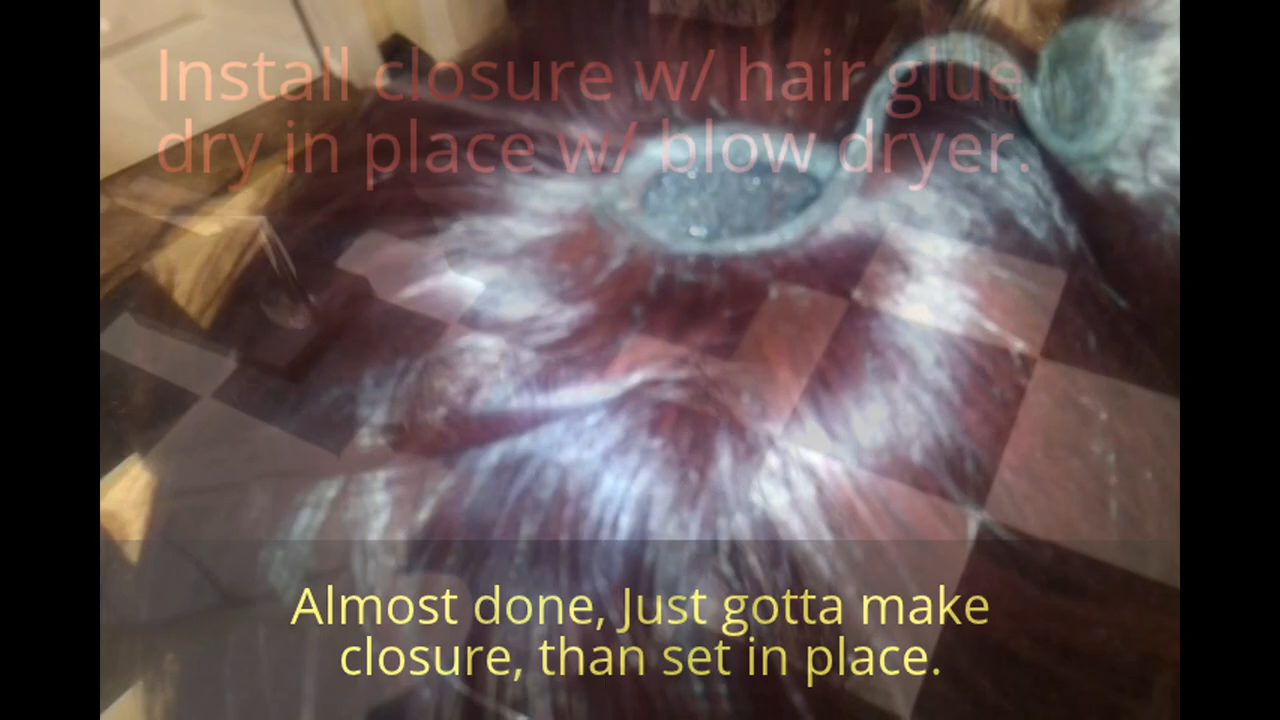 Install closure w/ hair glue
dry in place w/ blow dryer.
Almost done, Just gotta make
closure, than set in place.